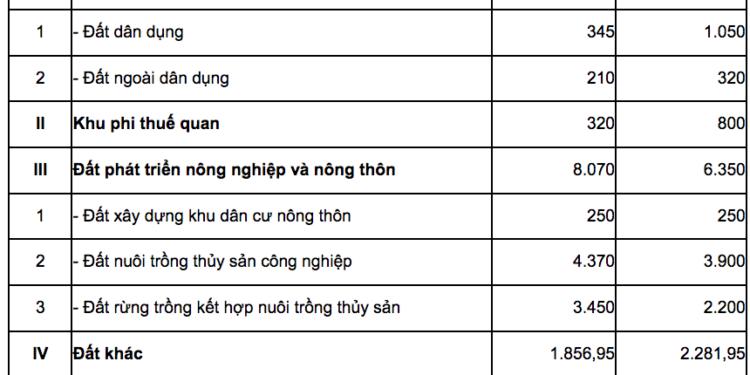 1 - Đất dân dụng 345 1.050
2 - Đất ngoài dân dụng 210 320
II Khu phi thuế quan 320 800
III Đất phát triển nông nghiệp và nông thôn 8.070 6.350
1 - Đất xây dựng khu dân cư nông thôn 250 250
2 - Đất nuôi trồng thủy sản công nghiệp 4.370 3.900
3 - Đất rừng trồng kết hợp nuôi trồng thủy sản 3.450 2.200
IV Đất khác 1.856,95 2.281,95